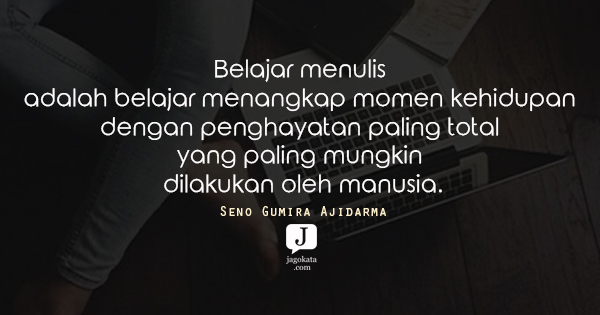 Belajar menulis
adalah belajar menangkap momen kehidupan
dengan penghayatan paling total
yang paling mungkin
dilakukan oleh manusia.
Seno Gumira Ajidarma
J
jagokata
.com